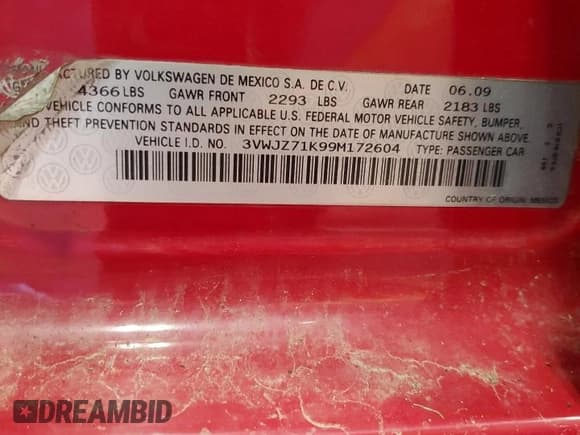 ACTURED BY VOLKSWAGEN DE MEXICO S.A. DE C.V. DATE 06.09
4366 LBS GAWR FRONT 2293 LBS GAWR REAR 2183 LBS
VEHICLE CONFORMS TO ALL APPLICABLE U.S. FEDERAL MOTOR VEHICLE SAFETY, BUMPER,
AND THEFT PREVENTION STANDARDS IN EFFECT ON THE DATE OF MANUFACTURE SHOWN ABOVE.
VEHICLE I.D. NO. 3VWJZ71K99M172604 TYPE: PASSENGER CAR
COUNTRY OF ORIGIN: MEXICO
DREAMBID